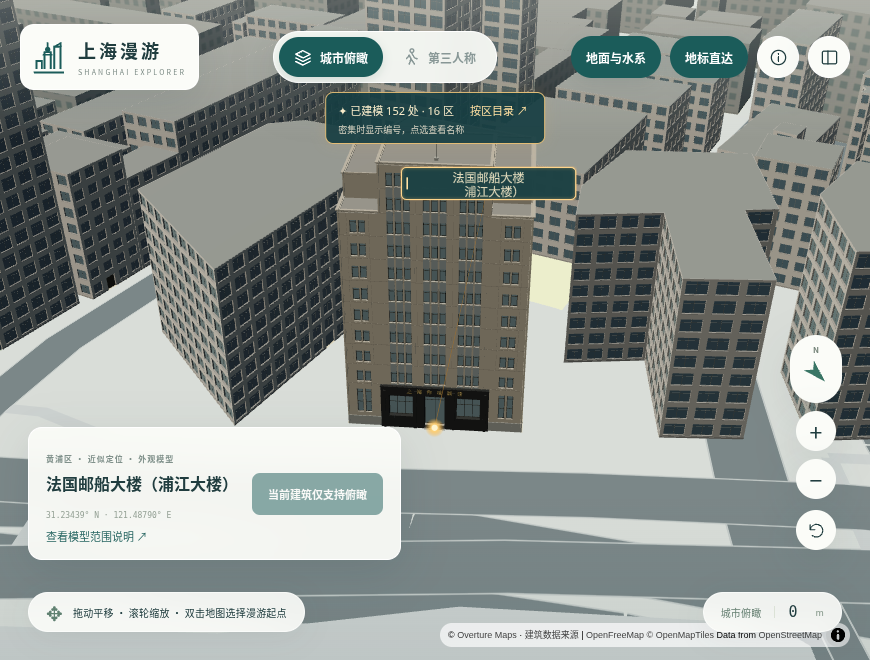 上海漫游
SHANGHAI EXPLORER
城市俯瞰
第三人称
地面与水系
地标直达
✦ 已建模 152 处 · 16 区 按区目录 ↗
密集时显示编号，点选查看名称
法国邮船大楼
浦江大楼）
黄浦区 · 近似定位 · 外观模型
法国邮船大楼（浦江大楼）
当前建筑仅支持俯瞰
31.23439° N · 121.48790° E
查看模型范围说明 ↗
N
+
−
拖动平移 · 滚轮缩放 · 双击地图选择漫游起点
城市俯瞰 0 m
© Overture Maps · 建筑数据来源 | OpenFreeMap © OpenMapTiles Data from OpenStreetMap